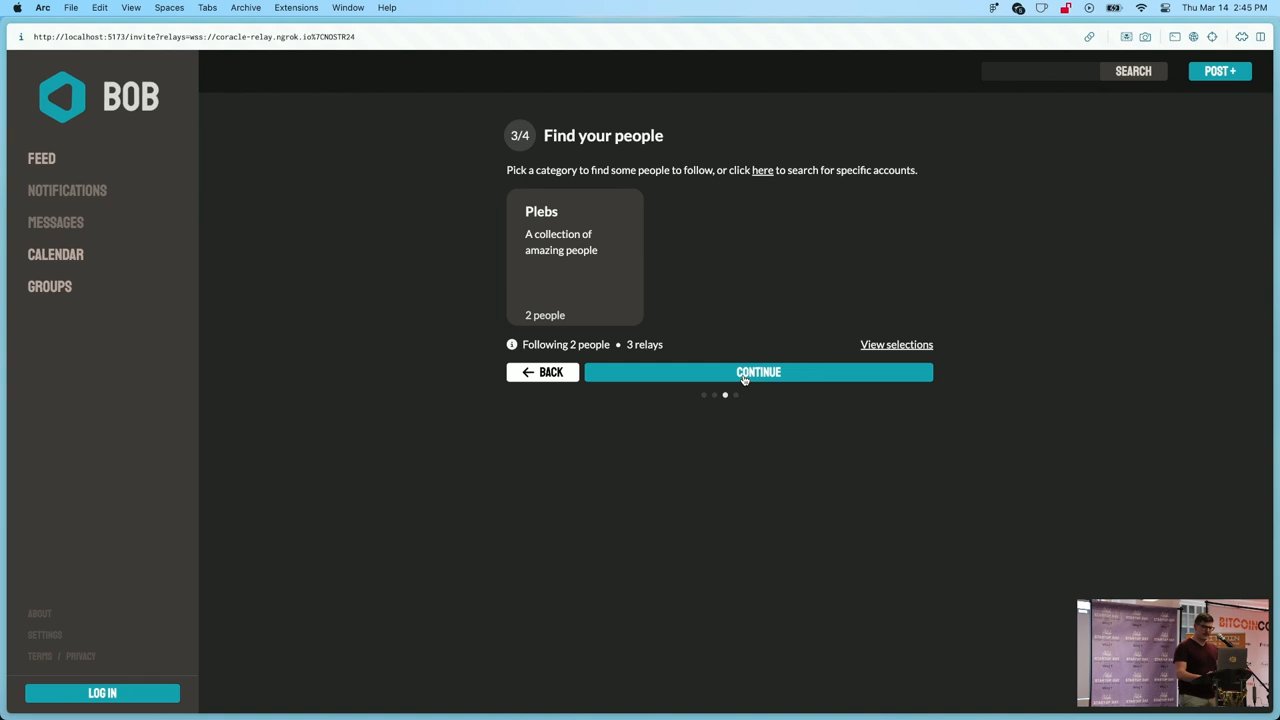 Arc File Edit View Spaces Tabs Archive Extensions Window Help
Thu Mar 14 2:45 PM
http://localhost:5173/invite?relays=wss://coracle-relay.ngrok.io%7CNOSTR24
BOB
SEARCH
POST +
FEED
NOTIFICATIONS
MESSAGES
CALENDAR
GROUPS
3/4 Find your people
Pick a category to find some people to follow, or click here to search for specific accounts.
Plebs
A collection of
amazing people
2 people
Following 2 people • 3 relays
View selections
BACK
CONTINUE
ABOUT
SETTINGS
TERMS / PRIVACY
LOG IN
STARTUP DAY
BITCOIN